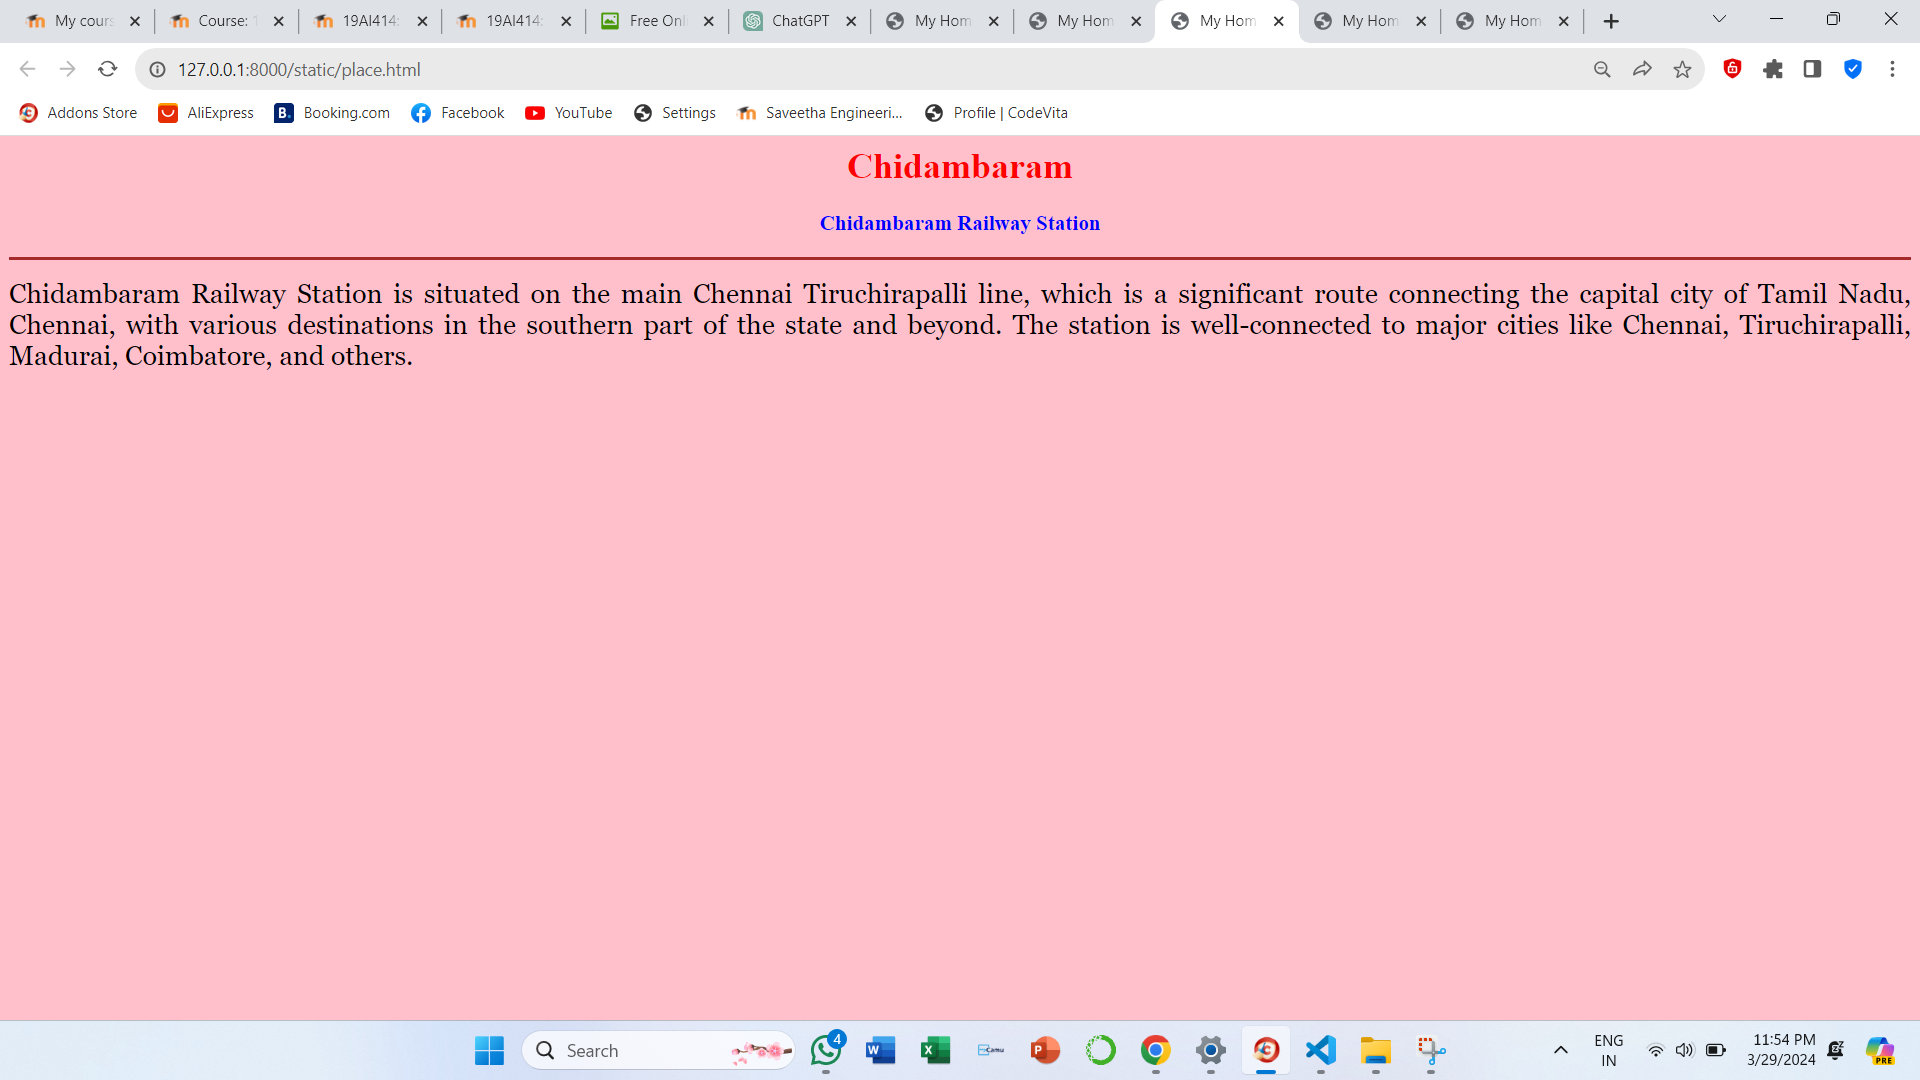 My cours
Course: 1
19AI414:
19AI414:
Free Onl
ChatGPT
My Hom
My Hom
My Hom
My Hom
My Hom
127.0.0.1:8000/static/place.html
Addons Store
AliExpress
B.
Booking.com
Facebook
YouTube
Settings
Saveetha Engineeri...
Profile | CodeVita
Chidambaram
Chidambaram Railway Station
Chidambaram Railway Station is situated on the main Chennai Tiruchirapalli line, which is a significant route connecting the capital city of Tamil Nadu,
Chennai, with various destinations in the southern part of the state and beyond. The station is well-connected to major cities like Chennai, Tiruchirapalli,
Madurai, Coimbatore, and others.
Search
4
ENG
IN
11:54 PM
3/29/2024
PRE